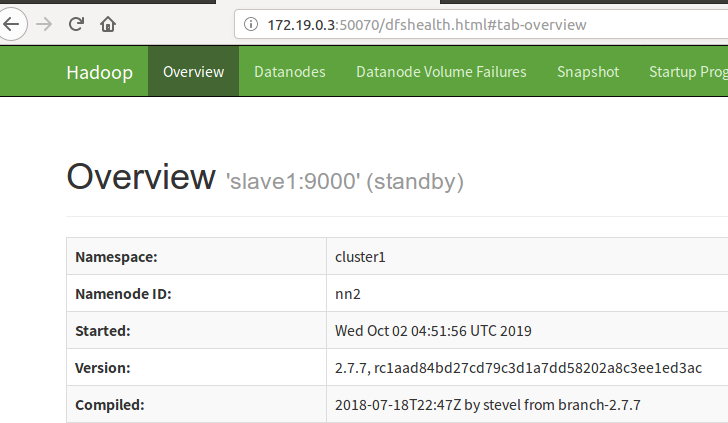 172.19.0.3:50070/dfshealth.html#tab-overview
Hadoop Overview Datanodes Datanode Volume Failures Snapshot Startup Prog
Overview 'slave1:9000' (standby)
Namespace: cluster1
Namenode ID: nn2
Started: Wed Oct 02 04:51:56 UTC 2019
Version: 2.7.7, rc1aad84bd27cd79c3d1a7dd58202a8c3ee1ed3ac
Compiled: 2018-07-18T22:47Z by stevel from branch-2.7.7